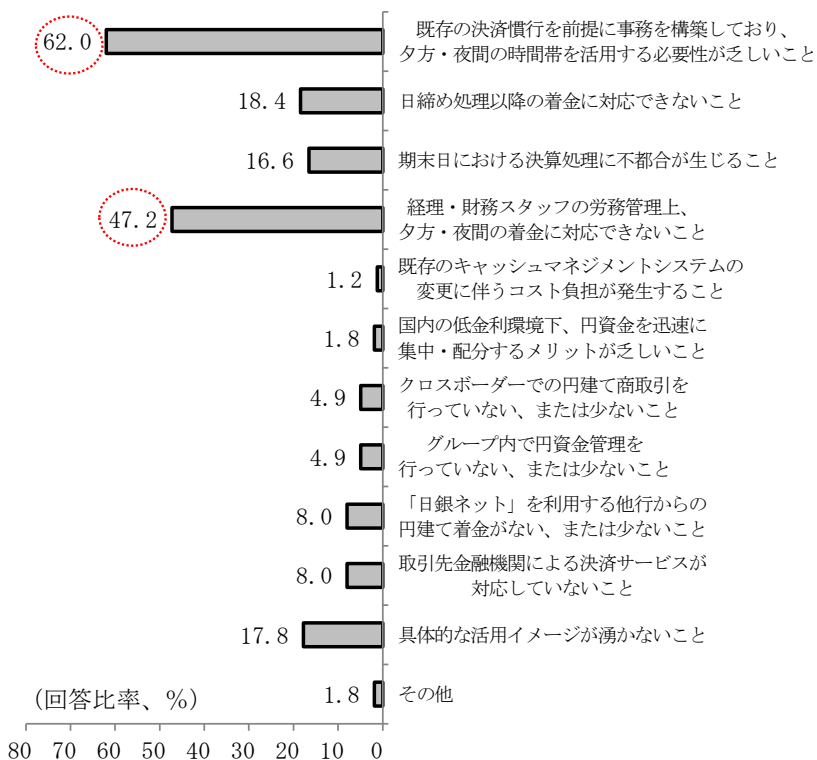 62.0
既存の決済慣行を前提に事務を構築しており、
夕方・夜間の時間帯を活用する必要性が乏しいこと
18.4
日締め処理以降の着金に対応できないこと
16.6
期末日における決算処理に不都合が生じること
47.2
経理・財務スタッフの労務管理上、
夕方・夜間の着金に対応できないこと
1.2
既存のキャッシュマネジメントシステムの
変更に伴うコスト負担が発生すること
1.8
国内の低金利環境下、円資金を迅速に
集中・配分するメリットが乏しいこと
4.9
クロスボーダーでの円建て商取引を
行っていない、または少ないこと
4.9
グループ内で円資金管理を
行っていない、または少ないこと
8.0
「日銀ネット」を利用する他行からの
円建て着金がない、または少ないこと
8.0
取引先金融機関による決済サービスが
対応していないこと
17.8
具体的な活用イメージが湧かないこと
(回答比率、%)
1.8
その他
80 70 60 50 40 30 20 10 0